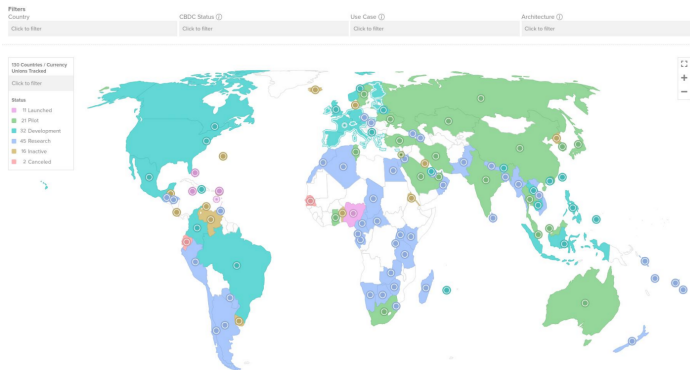 Filters
Country
CBDC Status ⓘ
Use Case ⓘ
Architecture ⓘ
Click to filter
Click to filter
Click to filter
Click to filter
130 Countries / Currency
Unions Tracked
Click to filter
Status
11 Launched
21 Pilot
32 Development
45 Research
16 Inactive
2 Canceled
+
−